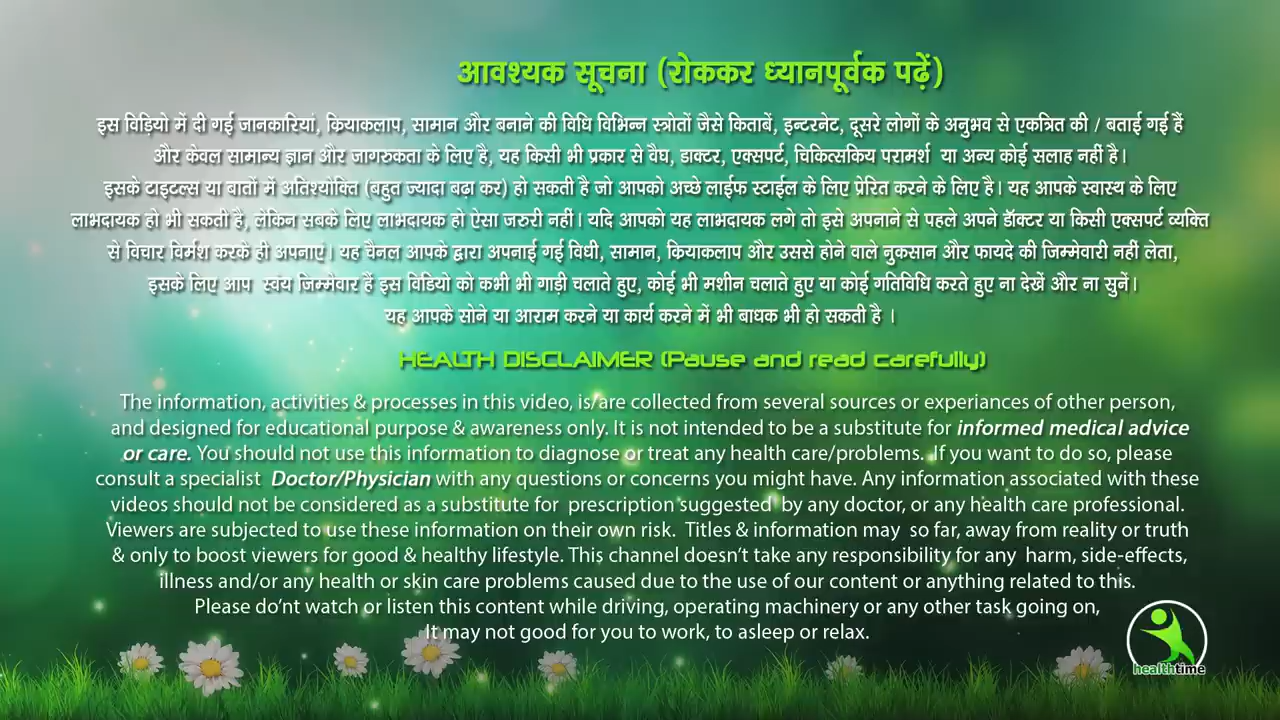 आवश्यक सूचना (रोककर ध्यानपूर्वक पढ़ें)
इस विड़ियो में दी गई जानकारियां, क्रियाकलाप, सामान और बनाने की विधि विभिन्न स्त्रोतों जैसे किताबें, इन्टरनेट, दूसरे लोगों के अनुभव से एकत्रित की / बताई गई हैं
और केवल सामान्य ज्ञान और जागरुकता के लिए है, यह किसी भी प्रकार से वैघ, डाक्टर, एक्सपर्ट, चिकित्सकिय परामर्श या अन्य कोई सलाह नहीं है।
इसके टाइटल्स या बातों में अतिश्योक्ति (बहुत ज्यादा बढ़ा कर) हो सकती है जो आपको अच्छे लाईफ स्टाईल के लिए प्रेरित करने के लिए है। यह आपके स्वास्थ के लिए
लाभदायक हो भी सकती है, लेकिन सबके लिए लाभदायक हो ऐसा जरुरी नहीं। यदि आपको यह लाभदायक लगे तो इसे अपनाने से पहले अपने डॅाक्टर या किसी एक्सपर्ट व्यक्ति
से विचार विर्मश करके ही अपनाएं। यह चैनल आपके द्वारा अपनाई गई विधी, सामान, क्रियाकलाप और उससे होने वाले नुकसान और फायदे की जिम्मेवारी नहीं लेता,
इसके लिए आप स्वंय जिम्मेवार हैं इस विडियो को कभी भी गाड़ी चलाते हुए, कोई भी मशीन चलाते हुए या कोई गतिविधि करते हुए ना देखें और ना सुनें।
यह आपके सोने या आराम करने या कार्य करने में भी बाधक भी हो सकती है ।
HEALTH DISCLAIMER (Pause and read carefully)
The information, activities & processes in this video, is/are collected from several sources or experiances of other person,
and designed for educational purpose & awareness only. It is not intended to be a substitute for informed medical advice
or care. You should not use this information to diagnose or treat any health care/problems. If you want to do so, please
consult a specialist Doctor/Physician with any questions or concerns you might have. Any information associated with these
videos should not be considered as a substitute for prescription suggested by any doctor, or any health care professional.
Viewers are subjected to use these information on their own risk. Titles & information may so far, away from reality or truth
& only to boost viewers for good & healthy lifestyle. This channel doesn't take any responsibility for any harm, side-effects,
illness and/or any health or skin care problems caused due to the use of our content or anything related to this.
Please do'nt watch or listen this content while driving, operating machinery or any other task going on,
It may not good for you to work, to asleep or relax.
healthtime